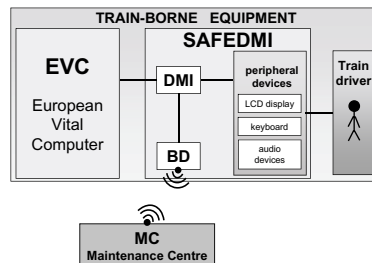 TRAIN-BORNE EQUIPMENT
SAFEDMI
EVC
European
Vital
Computer
DMI
BD
peripheral
devices
LCD display
keyboard
audio
devices
Train
driver
MC
Maintenance Centre